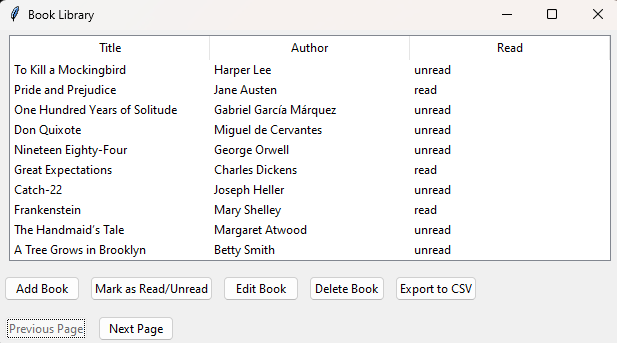 Book Library
Title Author Read
To Kill a Mockingbird Harper Lee unread
Pride and Prejudice Jane Austen read
One Hundred Years of Solitude Gabriel García Márquez unread
Don Quixote Miguel de Cervantes unread
Nineteen Eighty-Four George Orwell unread
Great Expectations Charles Dickens read
Catch-22 Joseph Heller unread
Frankenstein Mary Shelley read
The Handmaid’s Tale Margaret Atwood unread
A Tree Grows in Brooklyn Betty Smith unread
Add Book Mark as Read/Unread Edit Book Delete Book Export to CSV
Previous Page Next Page